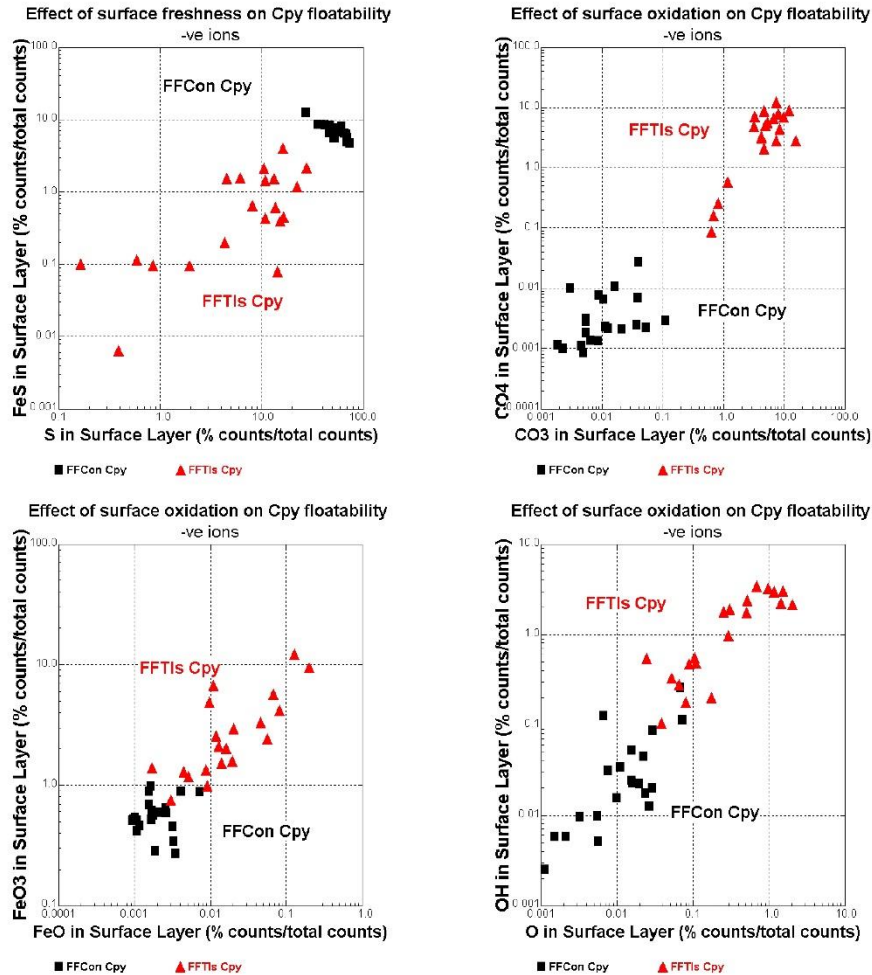 Effect of surface freshness on Cpy floatability
-ve ions
100.0
10.0
1.0
0.1
0.01
0.001
FeS in Surface Layer (% counts/total counts)
FFCon Cpy
FFTls Cpy
0.1
1.0
10.0
100.0
S in Surface Layer (% counts/total counts)
FFCon Cpy
FFTls Cpy
Effect of surface oxidation on Cpy floatability
-ve ions
100.0
10.0
1.0
0.1
0.01
0.001
0.0001
CO4 in Surface Layer (% counts/total counts)
FFTls Cpy
FFCon Cpy
0.001
0.01
0.1
1.0
10.0
100.0
CO3 in Surface Layer (% counts/total counts)
FFCon Cpy
FFTls Cpy
Effect of surface oxidation on Cpy floatability
-ve ions
100.0
10.0
1.0
0.1
FeO3 in Surface Layer (% counts/total counts)
FFTls Cpy
FFCon Cpy
0.0001
0.001
0.01
0.1
1.0
FeO in Surface Layer (% counts/total counts)
FFCon Cpy
FFTls Cpy
Effect of surface oxidation on Cpy floatability
-ve ions
10.0
1.0
0.1
0.01
0.001
OH in Surface Layer (% counts/total counts)
FFTls Cpy
FFCon Cpy
0.001
0.01
0.1
1.0
10.0
O in Surface Layer (% counts/total counts)
FFCon Cpy
FFTls Cpy